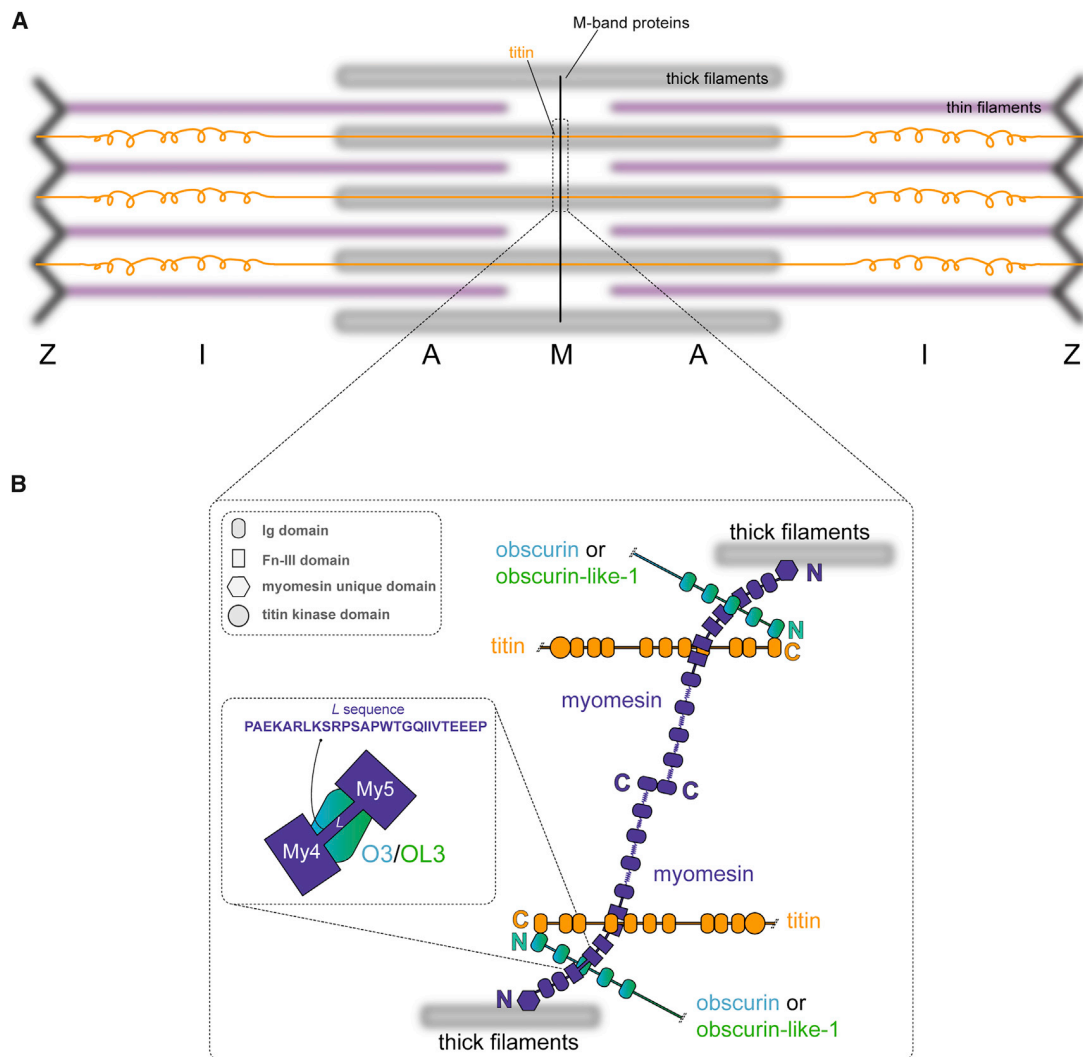 A
M-band proteins
titin
thick filaments
thin filaments
Z I A M A I Z
B
Ig domain
Fn-III domain
myomesin unique domain
titin kinase domain
thick filaments
obscurin or
obscurin-like-1
N
N
titin
C
myomesin
L sequence
PAEKARLKSRPSAPWTGQIIVTEEEP
My5
L
My4
O3/OL3
C
C
myomesin
C
titin
N
N
obscurin or
obscurin-like-1
thick filaments